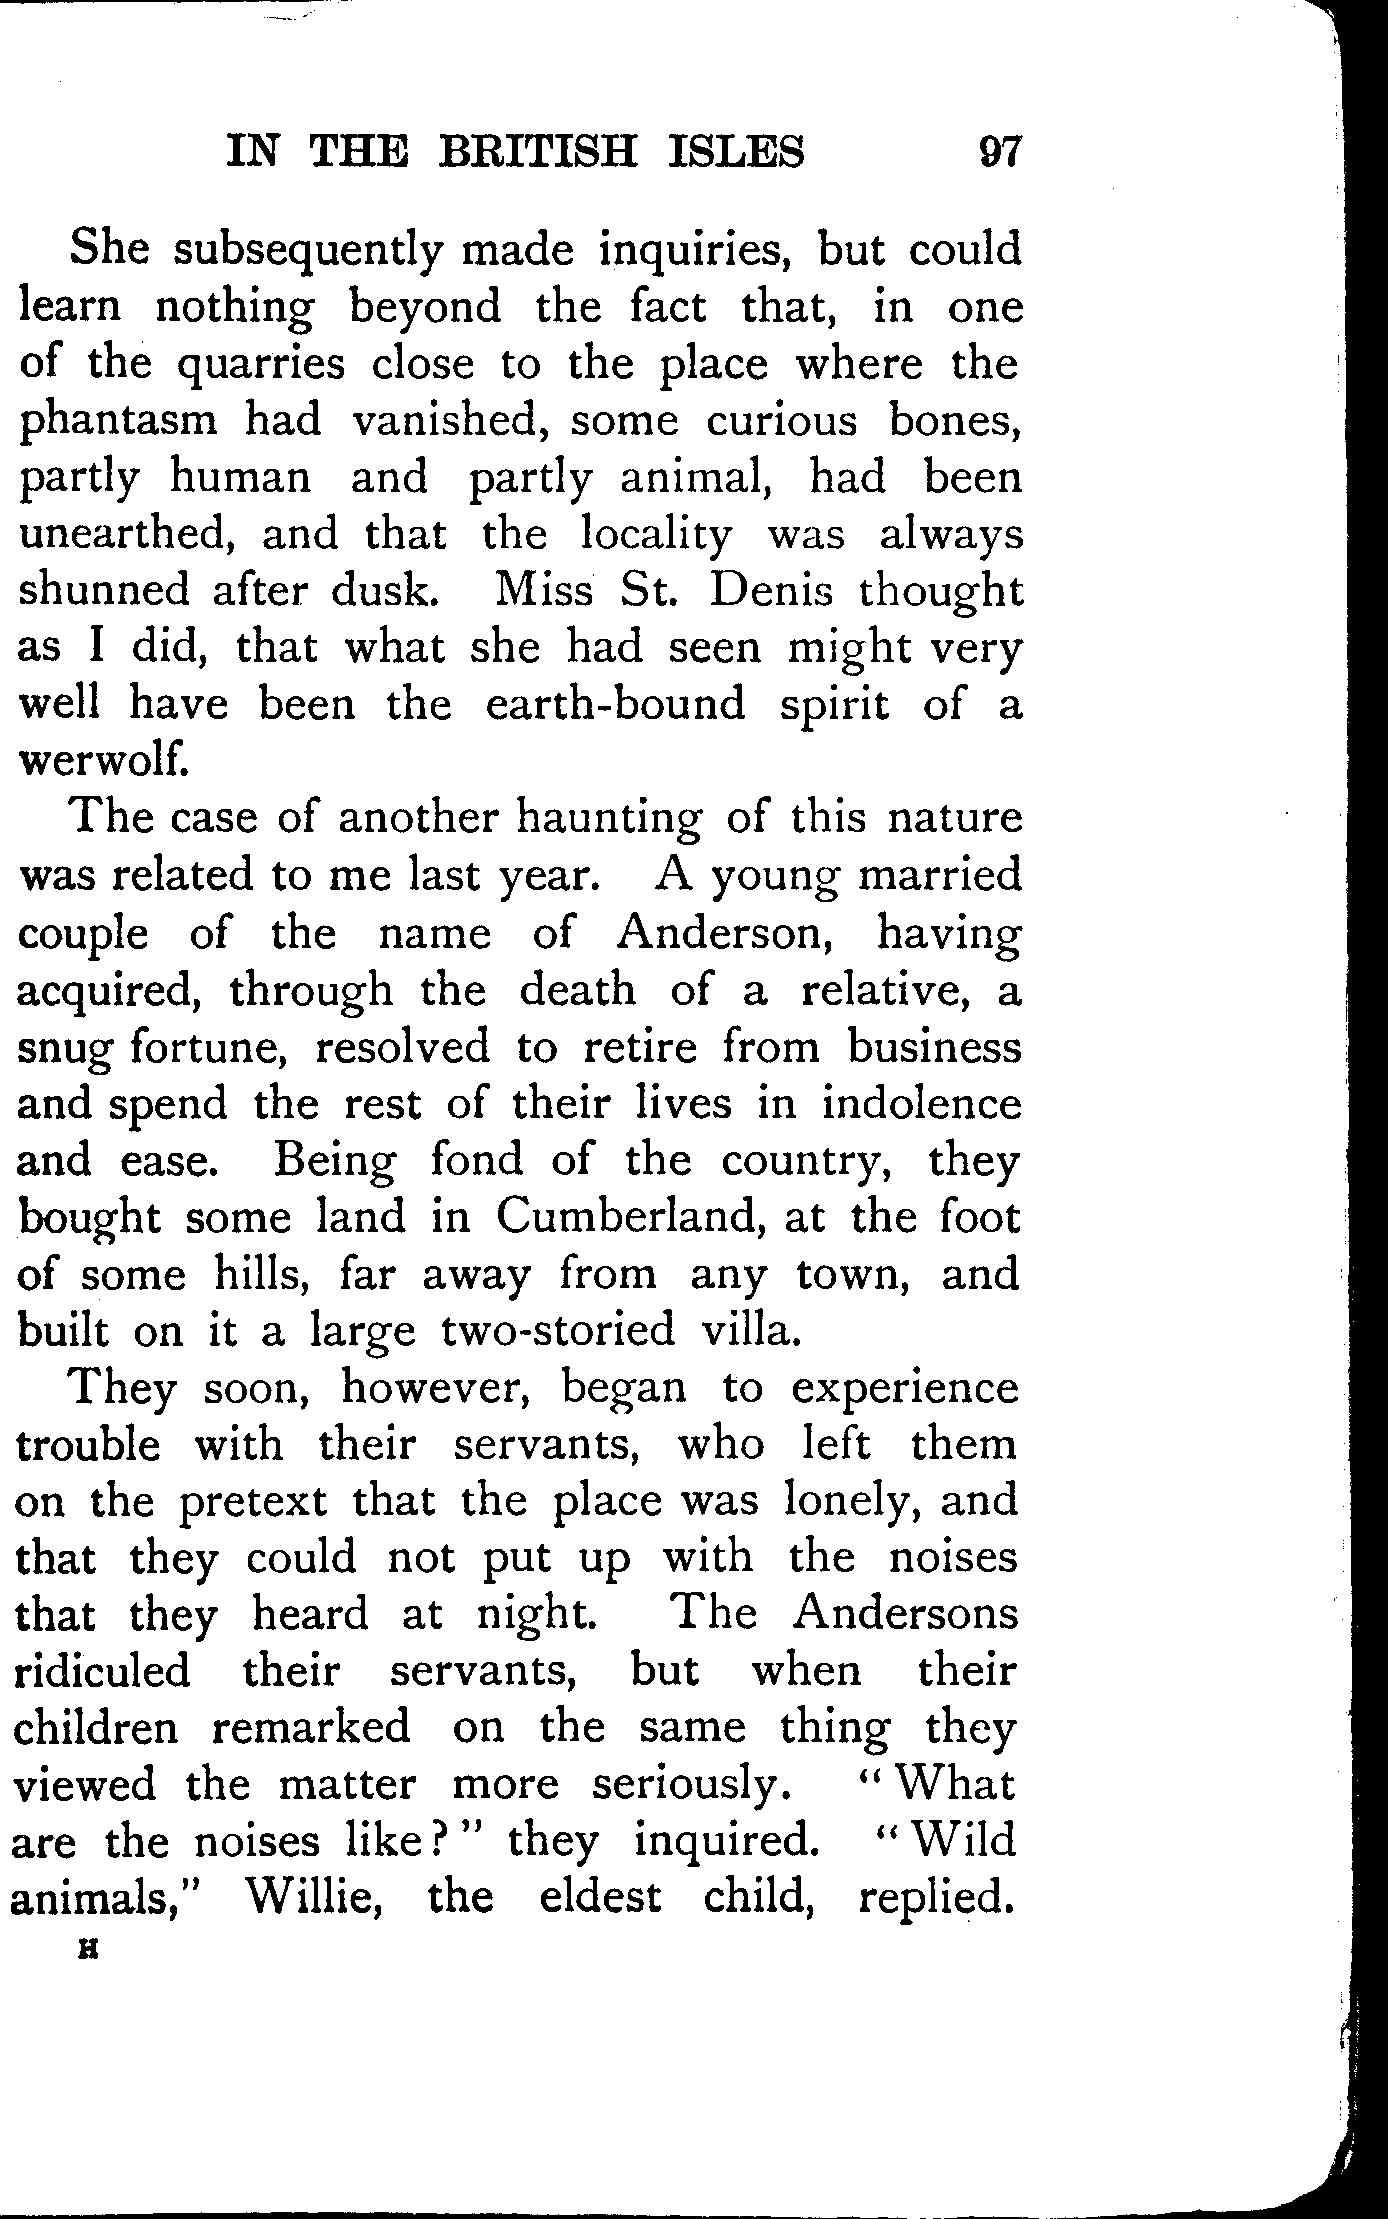 IN THE BRITISH ISLES 97
She subsequently made inquiries, but could
learn nothing beyond the fact that, in one
of the quarries close to the place where the
phantasm had vanished, some curious bones,
partly human and partly animal, had been
unearthed, and that the locality was always
shunned after dusk. Miss St. Denis thought
as I did, that what she had seen might very
well have been the earth-bound spirit of a
werwolf.
The case of another haunting of this nature
was related to me last year. A young married
couple of the name of Anderson, having
acquired, through the death of a relative, a
snug fortune, resolved to retire from business
and spend the rest of their lives in indolence
and ease. Being fond of the country, they
bought some land in Cumberland, at the foot
of some hills, far away from any town, and
built on it a large two-storied villa.
They soon, however, began to experience
trouble with their servants, who left them
on the pretext that the place was lonely, and
that they could not put up with the noises
that they heard at night. The Andersons
ridiculed their servants, but when their
children remarked on the same thing they
viewed the matter more seriously. “ What
are the noises like ? ” they inquired. “ Wild
animals,” Willie, the eldest child, replied.
H